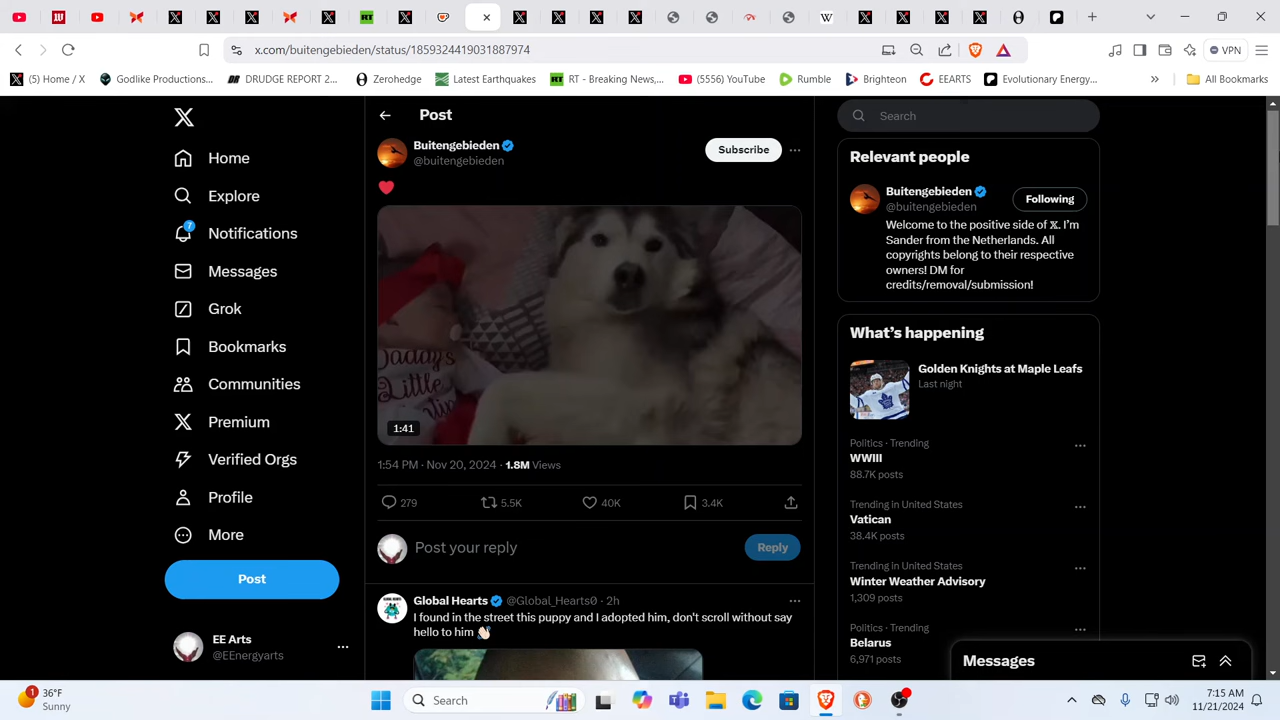 x.com/buitengebieden/status/1859324419031887974
VPN
(5) Home / X
Godlike Productions...
DRUDGE REPORT 2...
Zerohedge
Latest Earthquakes
RT - Breaking News,...
(5555) YouTube
Rumble
Brighteon
EEARTS
Evolutionary Energy...
»
All Bookmarks
Home
Explore
7
Notifications
Messages
Grok
Bookmarks
Communities
Premium
Verified Orgs
Profile
More
Post
EE Arts
@EEnergyarts
Post
Buitengebieden
@buitengebieden
Subscribe
❤️
Daddy's
Little
1:41
1:54 PM · Nov 20, 2024 · 1.8M Views
279
5.5K
40K
3.4K
Post your reply
Reply
Global Hearts @Global_Hearts0 · 2h
I found in the street this puppy and I adopted him, don't scroll without say
hello to him 👋🏻
Search
Relevant people
Buitengebieden
@buitengebieden
Following
Welcome to the positive side of 𝕏. I'm
Sander from the Netherlands. All
copyrights belong to their respective
owners! DM for
credits/removal/submission!
What's happening
Golden Knights at Maple Leafs
Last night
Politics · Trending
WWIII
88.7K posts
Trending in United States
Vatican
38.4K posts
Trending in United States
Winter Weather Advisory
1,309 posts
Politics · Trending
Belarus
6,971 posts
Messages
1
36°F
Sunny
Search
7:15 AM
11/21/2024